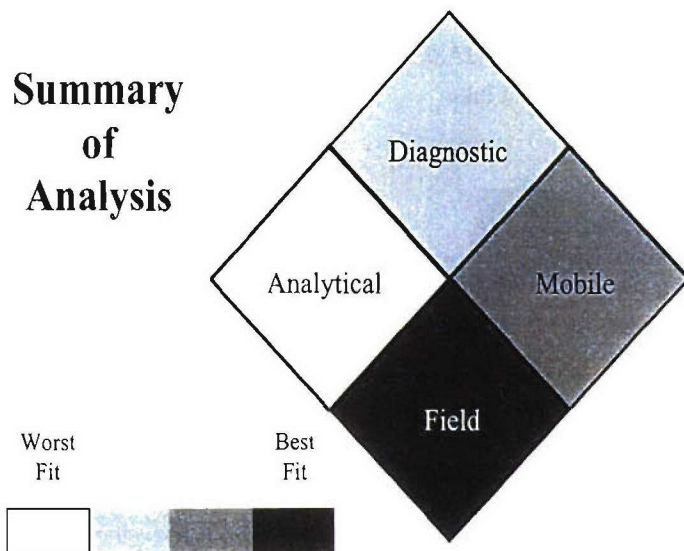 Summary
of
Analysis
Diagnostic
Analytical
Mobile
Field
Worst
Fit
Best
Fit